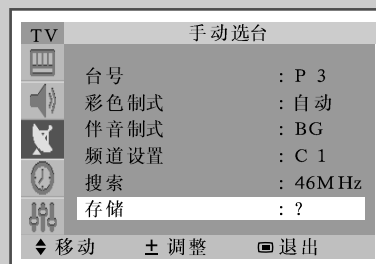 TV 手动选台
台号 : P 3
彩色制式 : 自动
伴音制式 : BG
频道设置 : C 1
搜索 : 46MHz
存储 : ?
移动 ± 调整 退出